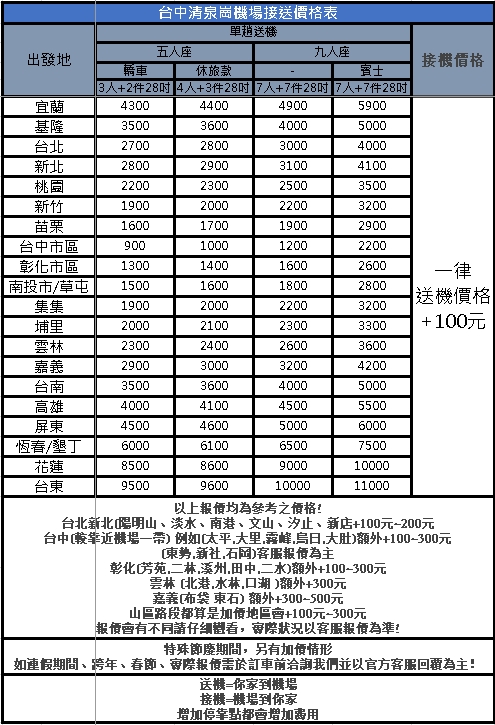 台中清泉崗機場接送價格表
出發地 單趟送機 接機價格
五人座 九人座
轎車 休旅款 - 賓士
3人+2件28吋 4人+3件28吋 7人+7件28吋 7人+7件28吋
宜蘭 4300 4400 4900 5900
基隆 3500 3600 4000 5000
台北 2700 2800 3000 4000
新北 2800 2900 3100 4100
桃園 2200 2300 2500 3500
新竹 1900 2000 2200 3200
苗栗 1600 1700 1900 2900
台中市區 900 1000 1200 2200
彰化市區 1300 1400 1600 2600
南投市/草屯 1500 1600 1800 2800
集集 1900 2000 2200 3200
埔里 2000 2100 2300 3300
雲林 2300 2400 2600 3600
嘉義 2900 3000 3200 4200
台南 3500 3600 4000 5000
高雄 4000 4100 4500 5500
屏東 4500 4600 5000 6000
恆春/墾丁 6000 6100 6500 7500
花蓮 8500 8600 9000 10000
台東 9500 9600 10000 11000
一律
送機價格
+100元
以上報價均為參考之價格!
台北新北(陽明山、淡水、南港、文山、汐止、新店+100元~200元
台中(較靠近機場一帶) 例如(太平,大里,霧峰,烏日,大肚)額外+100~300元
(東勢,新社,石岡)客服報價為主
彰化(芳苑,二林,溪州,田中,二水)額外+100~300元
雲林 (北港,水林,口湖 )額外+300元
嘉義(布袋 東石) 額外+300~500元
山區路段都算是加價地區會+100元~300元
報價會有不同請仔細觀看，實際狀況以客服報價為準!
特殊節慶期間，另有加價情形
如連假期間、跨年、春節、實際報價需於訂車前洽詢我們並以官方客服回覆為主!
送機=你家到機場
接機=機場到你家
增加停靠點都會增加費用